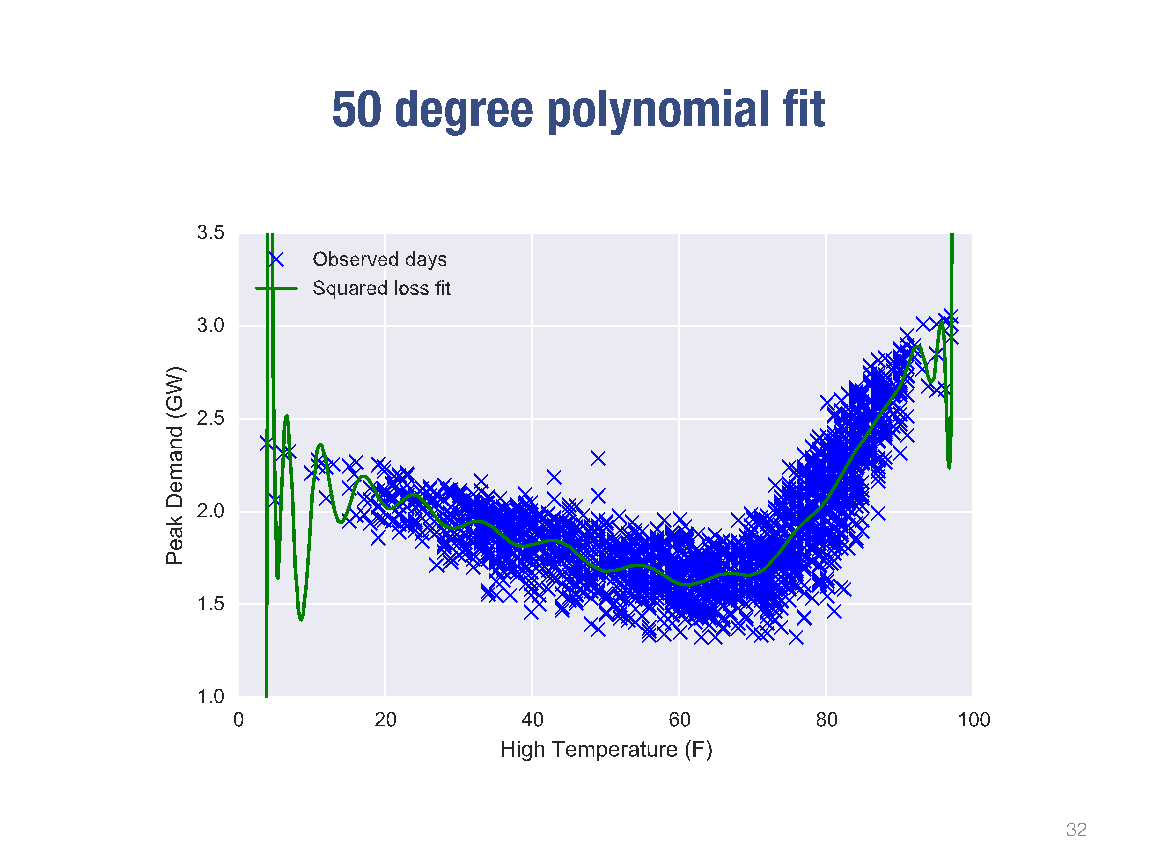 50 degree polynomial fit
3.5
3.0
2.5
2.0
1.5
1.0
Peak Demand (GW)
Observed days
Squared loss fit
0 20 40 60 80 100
High Temperature (F)
32